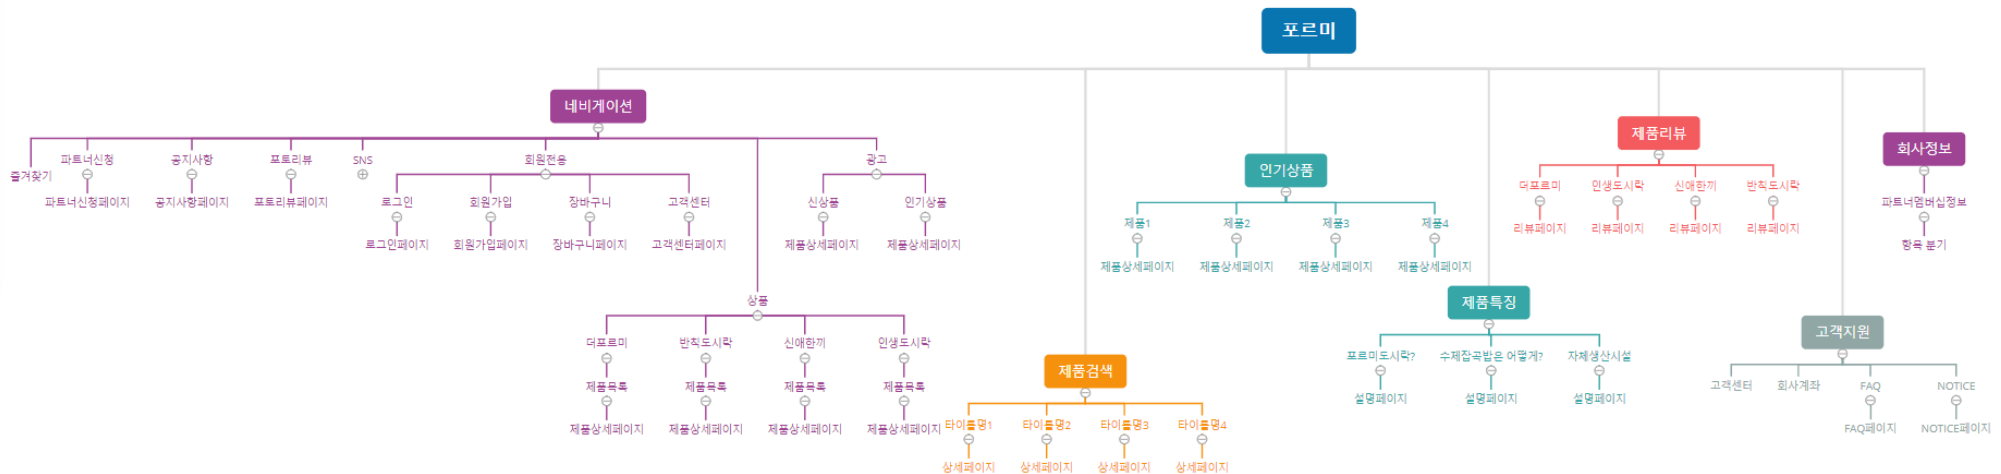 포르미
네비게이션
즐겨찾기
파트너신청
파트너신청페이지
공지사항
공지사항페이지
포토리뷰
포토리뷰페이지
SNS
회원전용
로그인
로그인페이지
회원가입
회원가입페이지
장바구니
장바구니페이지
고객센터
고객센터페이지
상품
더포르미
제품목록
제품상세페이지
반칙도시락
제품목록
제품상세페이지
신애한끼
제품목록
제품상세페이지
인생도시락
제품목록
제품상세페이지
광고
신상품
제품상세페이지
인기상품
제품상세페이지
제품검색
타이틀명1
상세페이지
타이틀명2
상세페이지
타이틀명3
상세페이지
타이틀명4
상세페이지
인기상품
제품1
제품상세페이지
제품2
제품상세페이지
제품3
제품상세페이지
제품4
제품상세페이지
제품특징
포르미도시락?
설명페이지
수제잡곡밥은 어떻게?
설명페이지
자체생산시설
설명페이지
제품리뷰
더포르미
리뷰페이지
인생도시락
리뷰페이지
신애한끼
리뷰페이지
반칙도시락
리뷰페이지
고객지원
고객센터
회사계좌
FAQ
FAQ페이지
NOTICE
NOTICE페이지
회사정보
파트너멤버십정보
항목 분기